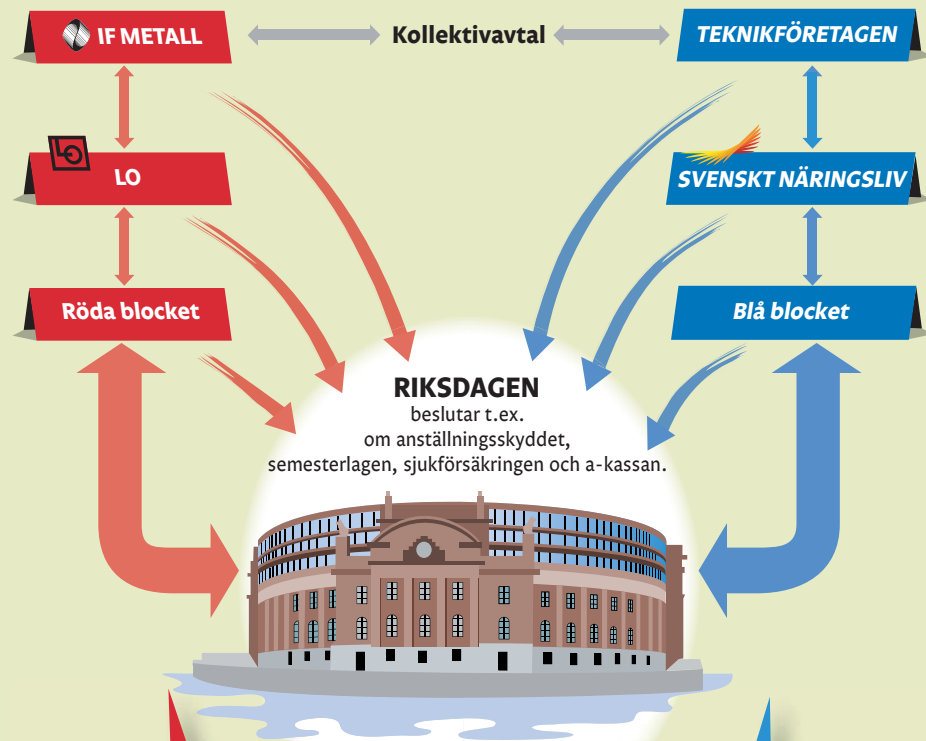 IF METALL
Kollektivavtal
TEKNIKFÖRETAGEN
LO
LO
SVENSKT NÄRINGSLIV
Röda blocket
Blå blocket
RIKSDAGEN
beslutar t.ex.
om anställningsskyddet,
semesterlagen, sjukförsäkringen och a-kassan.